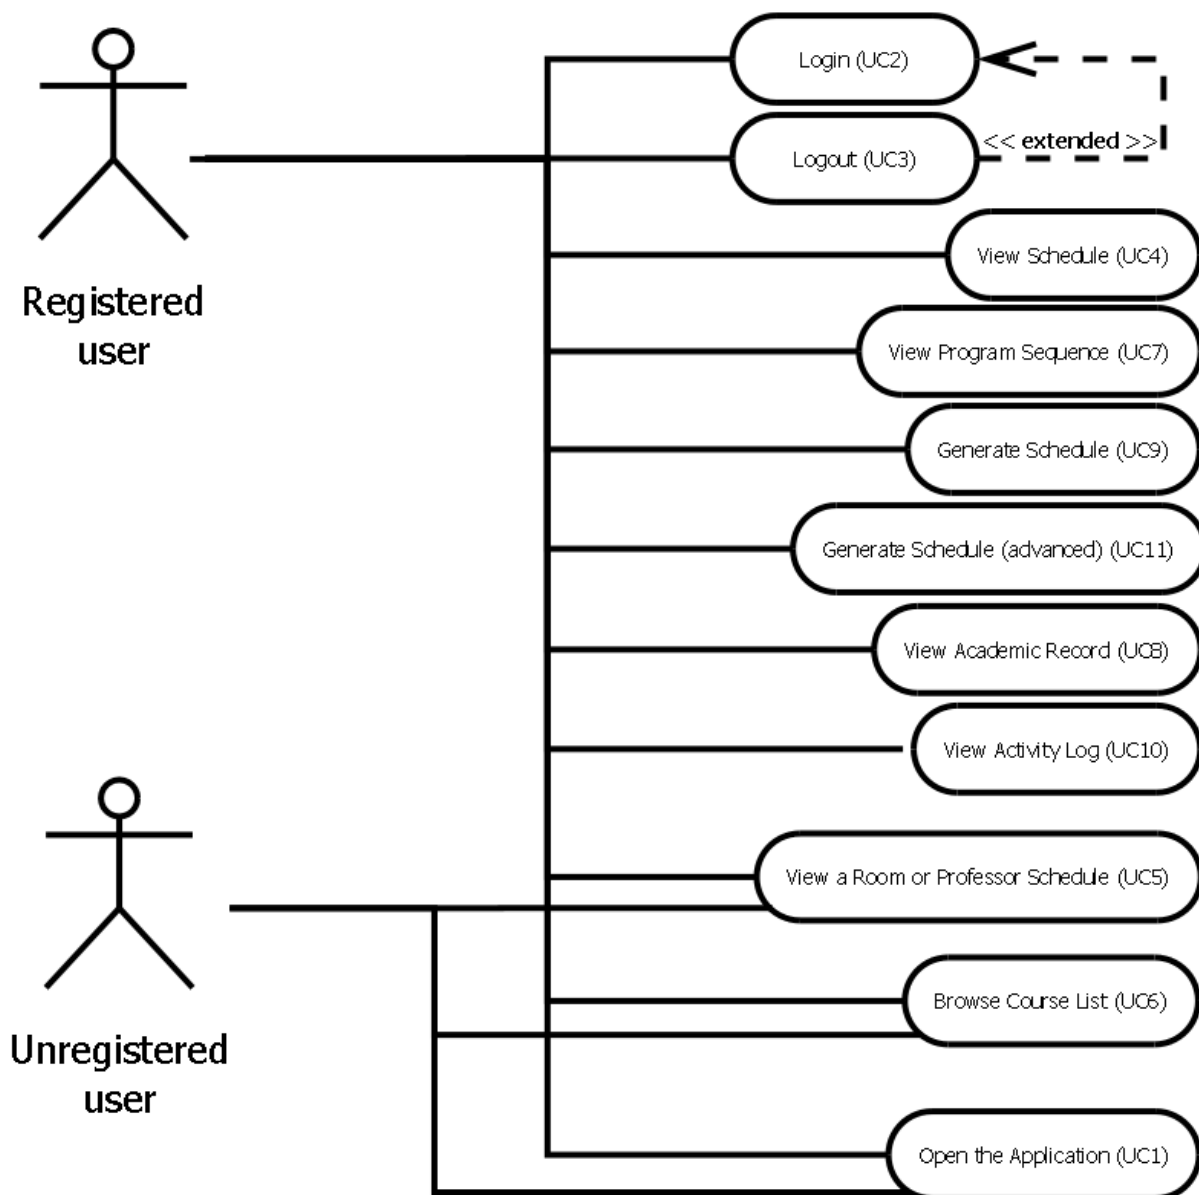 Login (UC2)
<< extended >>
Logout (UC3)
View Schedule (UC4)
Registered
user
View Program Sequence (UC7)
Generate Schedule (UC9)
Generate Schedule (advanced) (UC11)
View Academic Record (UC8)
View Activity Log (UC10)
View a Room or Professor Schedule (UC5)
Browse Course List (UC6)
Unregistered
user
Open the Application (UC1)